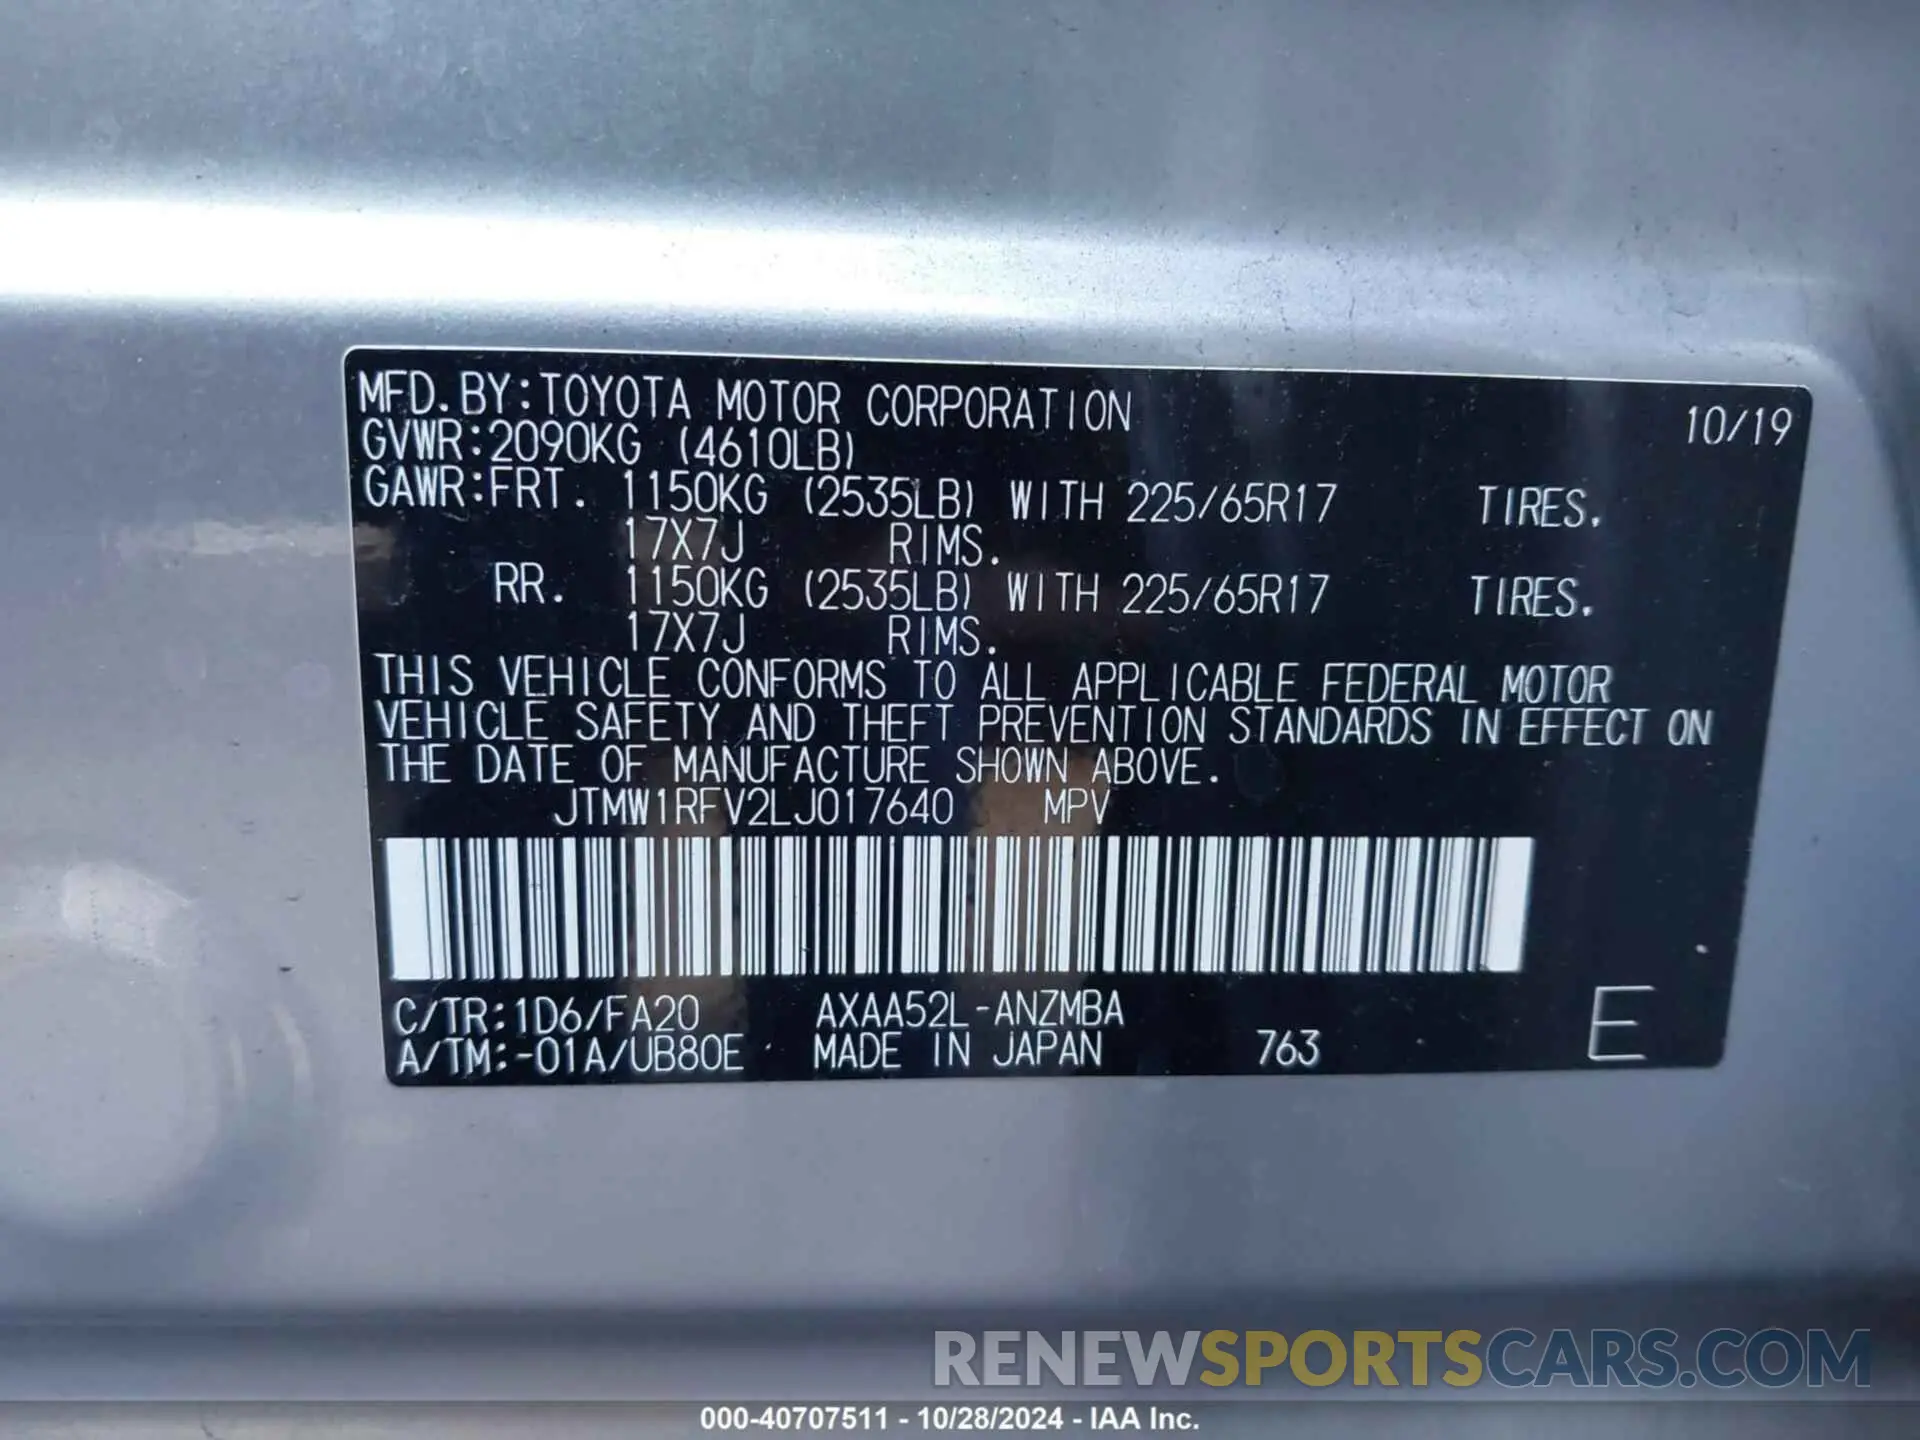 MFD.BY:TOYOTA MOTOR CORPORATION 10/19
GVWR:2090KG (4610LB)
GAWR:FRT. 1150KG (2535LB) WITH 225/65R17 TIRES.
17X7J RIMS.
RR. 1150KG (2535LB) WITH 225/65R17 TIRES.
17X7J RIMS.
THIS VEHICLE CONFORMS TO ALL APPLICABLE FEDERAL MOTOR
VEHICLE SAFETY AND THEFT PREVENTION STANDARDS IN EFFECT ON
THE DATE OF MANUFACTURE SHOWN ABOVE.
JTMW1RFV2LJ017640 MPV
C/TR:1D6/FA20 AXAA52L-ANZMBA
A/TM:-01A/UB80E MADE IN JAPAN 763 E
RENEWSPORTSCARS.COM
000-40707511 - 10/28/2024 - IAA Inc.